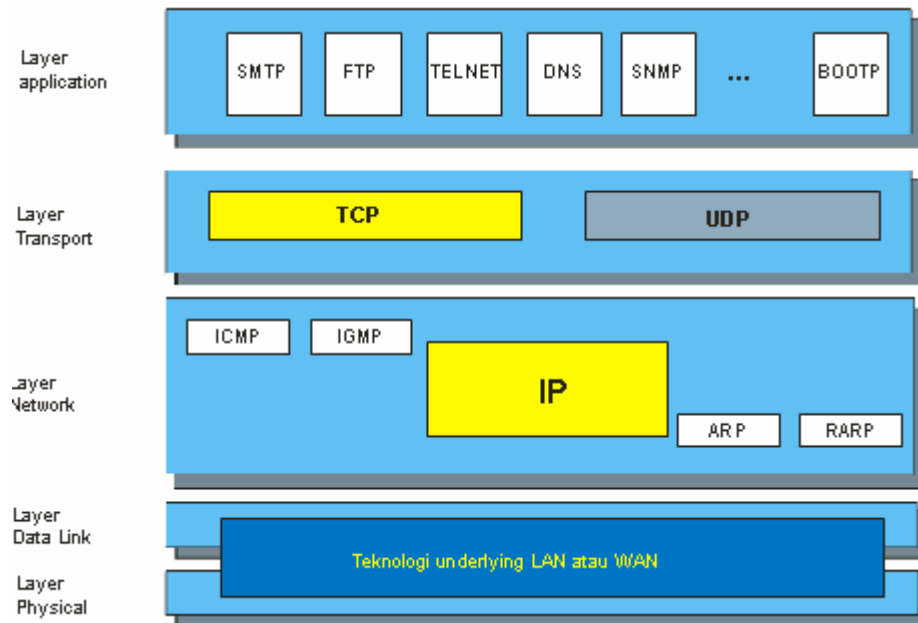 Layer
application
SMTP
FTP
TELNET
DNS
SNMP
...
BOOTP
Layer
Transport
TCP
UDP
Layer
Network
ICMP
IGMP
IP
ARP
RARP
Layer
Data Link
Teknologi underlying LAN atau WAN
Layer
Physical